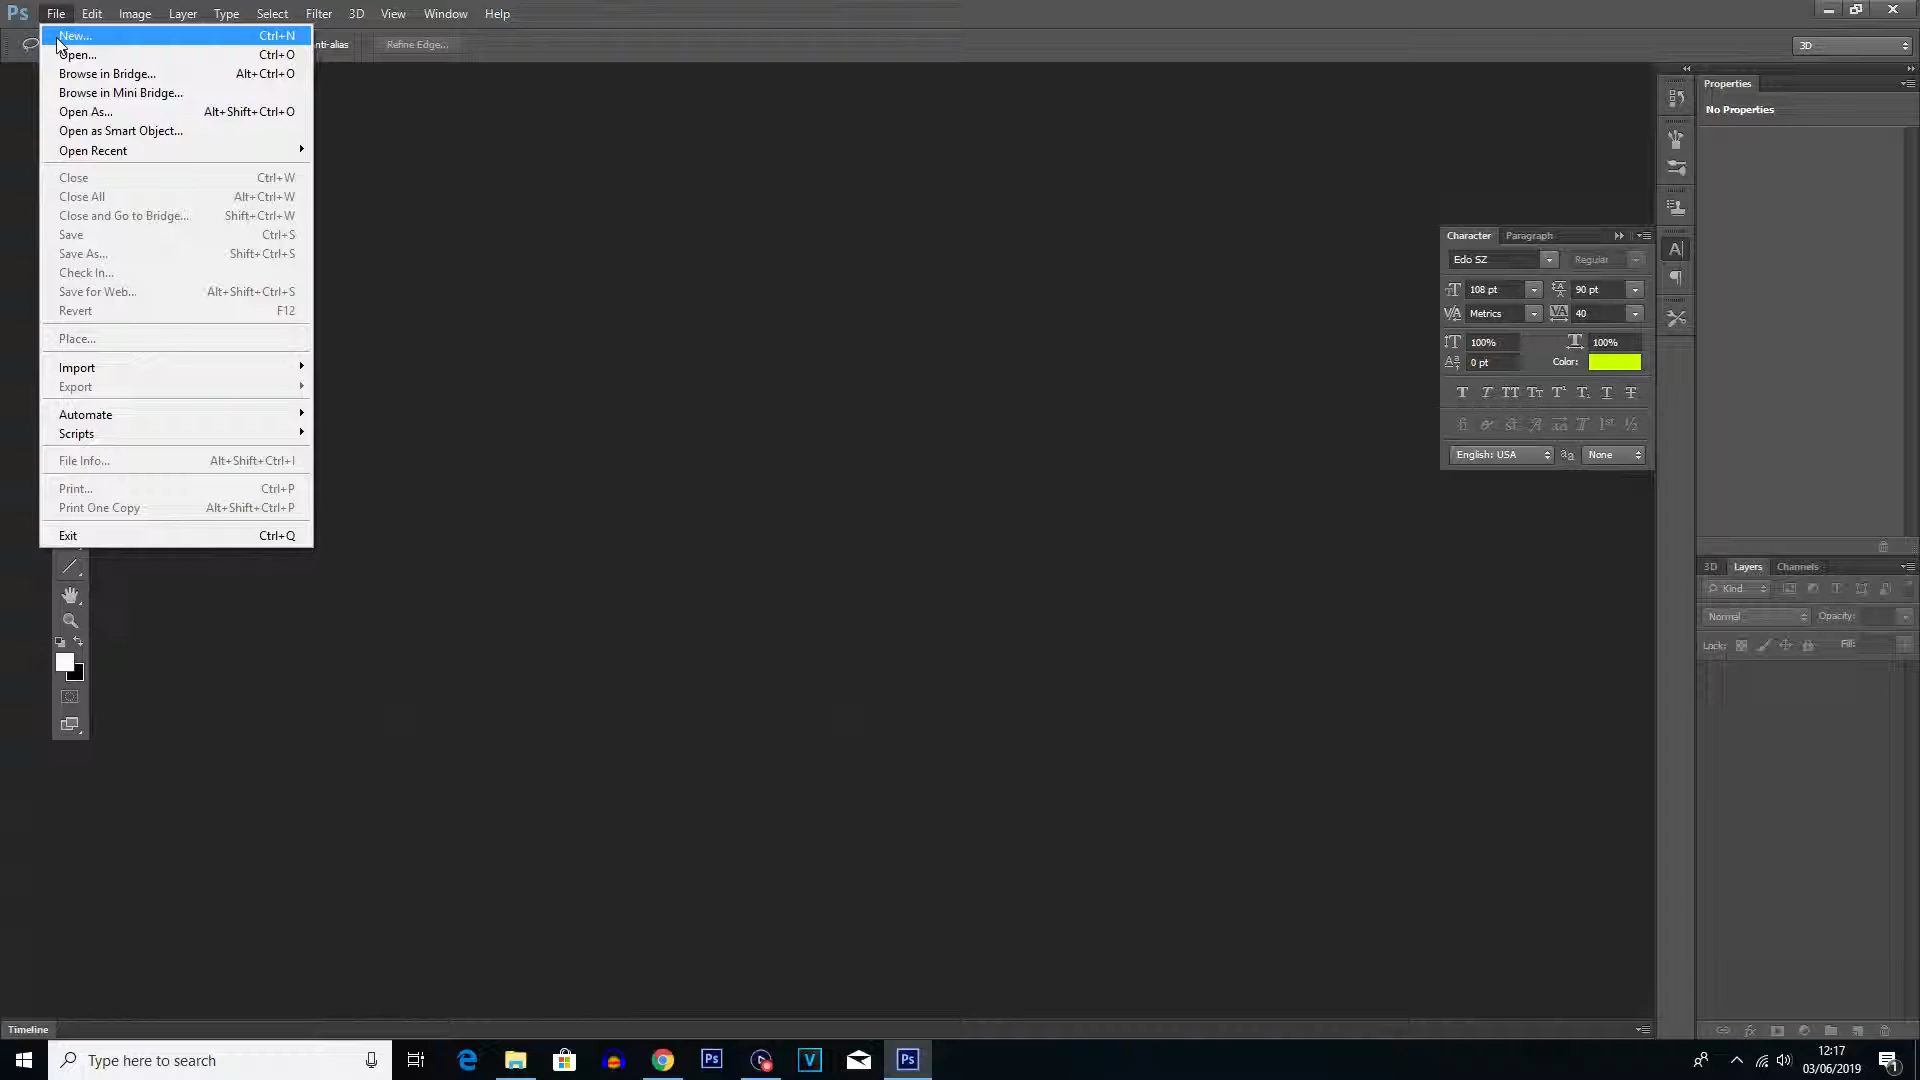 Ps File Edit Image Layer Type Select Filter 3D View Window Help
nti-alias Refine Edge... 3D
New... Ctrl+N
Open... Ctrl+O
Browse in Bridge... Alt+Ctrl+O
Browse in Mini Bridge...
Open As... Alt+Shift+Ctrl+O
Open as Smart Object...
Open Recent
Close Ctrl+W
Close All Alt+Ctrl+W
Close and Go to Bridge... Shift+Ctrl+W
Save Ctrl+S
Save As... Shift+Ctrl+S
Check In...
Save for Web... Alt+Shift+Ctrl+S
Revert F12
Place...
Import
Export
Automate
Scripts
File Info... Alt+Shift+Ctrl+I
Print... Ctrl+P
Print One Copy Alt+Shift+Ctrl+P
Exit Ctrl+Q
Character Paragraph
Edo SZ Regular
108 pt 90 pt
Metrics 40
100% 100%
0 pt Color:
English: USA None
Properties
No Properties
3D Layers Channels
Kind
Normal Opacity:
Lock: Fill:
Timeline
Type here to search
12:17
03/06/2019